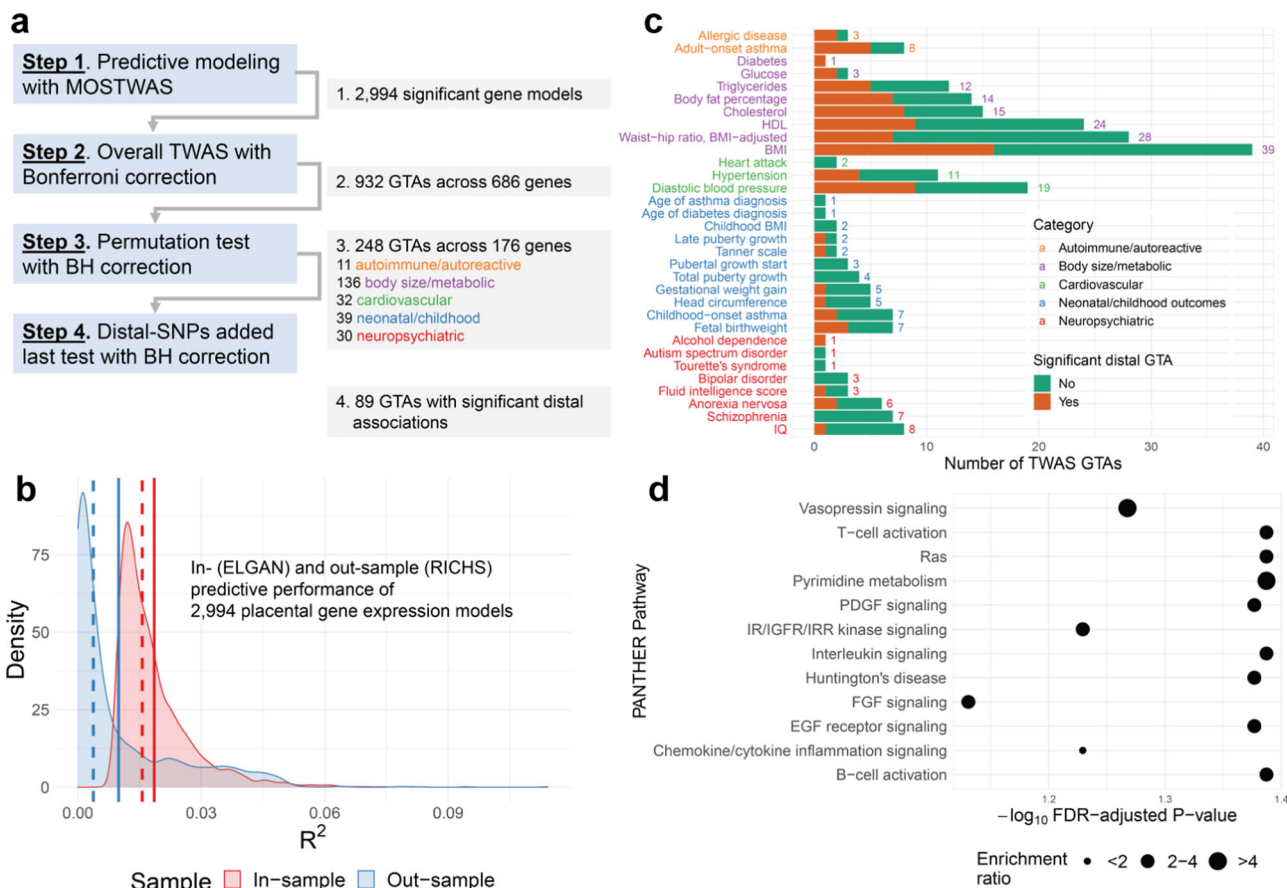 a
Step 1. Predictive modeling
with MOSTWAS
1. 2,994 significant gene models
Step 2. Overall TWAS with
Bonferroni correction
2. 932 GTAs across 686 genes
Step 3. Permutation test
with BH correction
3. 248 GTAs across 176 genes
11 autoimmune/autoreactive
136 body size/metabolic
32 cardiovascular
39 neonatal/childhood
30 neuropsychiatric
Step 4. Distal-SNPs added
last test with BH correction
4. 89 GTAs with significant distal
associations
b
In- (ELGAN) and out-sample (RICHS)
predictive performance of
2,994 placental gene expression models
Density
75
50
25
0
0.00 0.03 0.06 0.09
R²
Sample In−sample Out−sample
c
Allergic disease 3
Adult−onset asthma 8
Diabetes 1
Glucose 3
Triglycerides 12
Body fat percentage 14
Cholesterol 15
HDL 24
Waist−hip ratio, BMI−adjusted 28
BMI 39
Heart attack 2
Hypertension 11
Diastolic blood pressure 19
Age of asthma diagnosis 1
Age of diabetes diagnosis 1
Childhood BMI 2
Late puberty growth 2
Tanner scale 2
Pubertal growth start 3
Total puberty growth 4
Gestational weight gain 5
Head circumference 5
Childhood−onset asthma 7
Fetal birthweight 7
Alcohol dependence 1
Autism spectrum disorder 1
Tourette's syndrome 1
Bipolar disorder 3
Fluid intelligence score 3
Anorexia nervosa 6
Schizophrenia 7
IQ 8
0 10 20 30 40
Number of TWAS GTAs
Category
a Autoimmune/autoreactive
a Body size/metabolic
a Cardiovascular
a Neonatal/childhood outcomes
a Neuropsychiatric
Significant distal GTA
No
Yes
d
PANTHER Pathway
Vasopressin signaling
T−cell activation
Ras
Pyrimidine metabolism
PDGF signaling
IR/IGFR/IRR kinase signaling
Interleukin signaling
Huntington's disease
FGF signaling
EGF receptor signaling
Chemokine/cytokine inflammation signaling
B−cell activation
1.2 1.3 1.4
−log₁₀ FDR−adjusted P−value
Enrichment
ratio
<2 2−4 >4